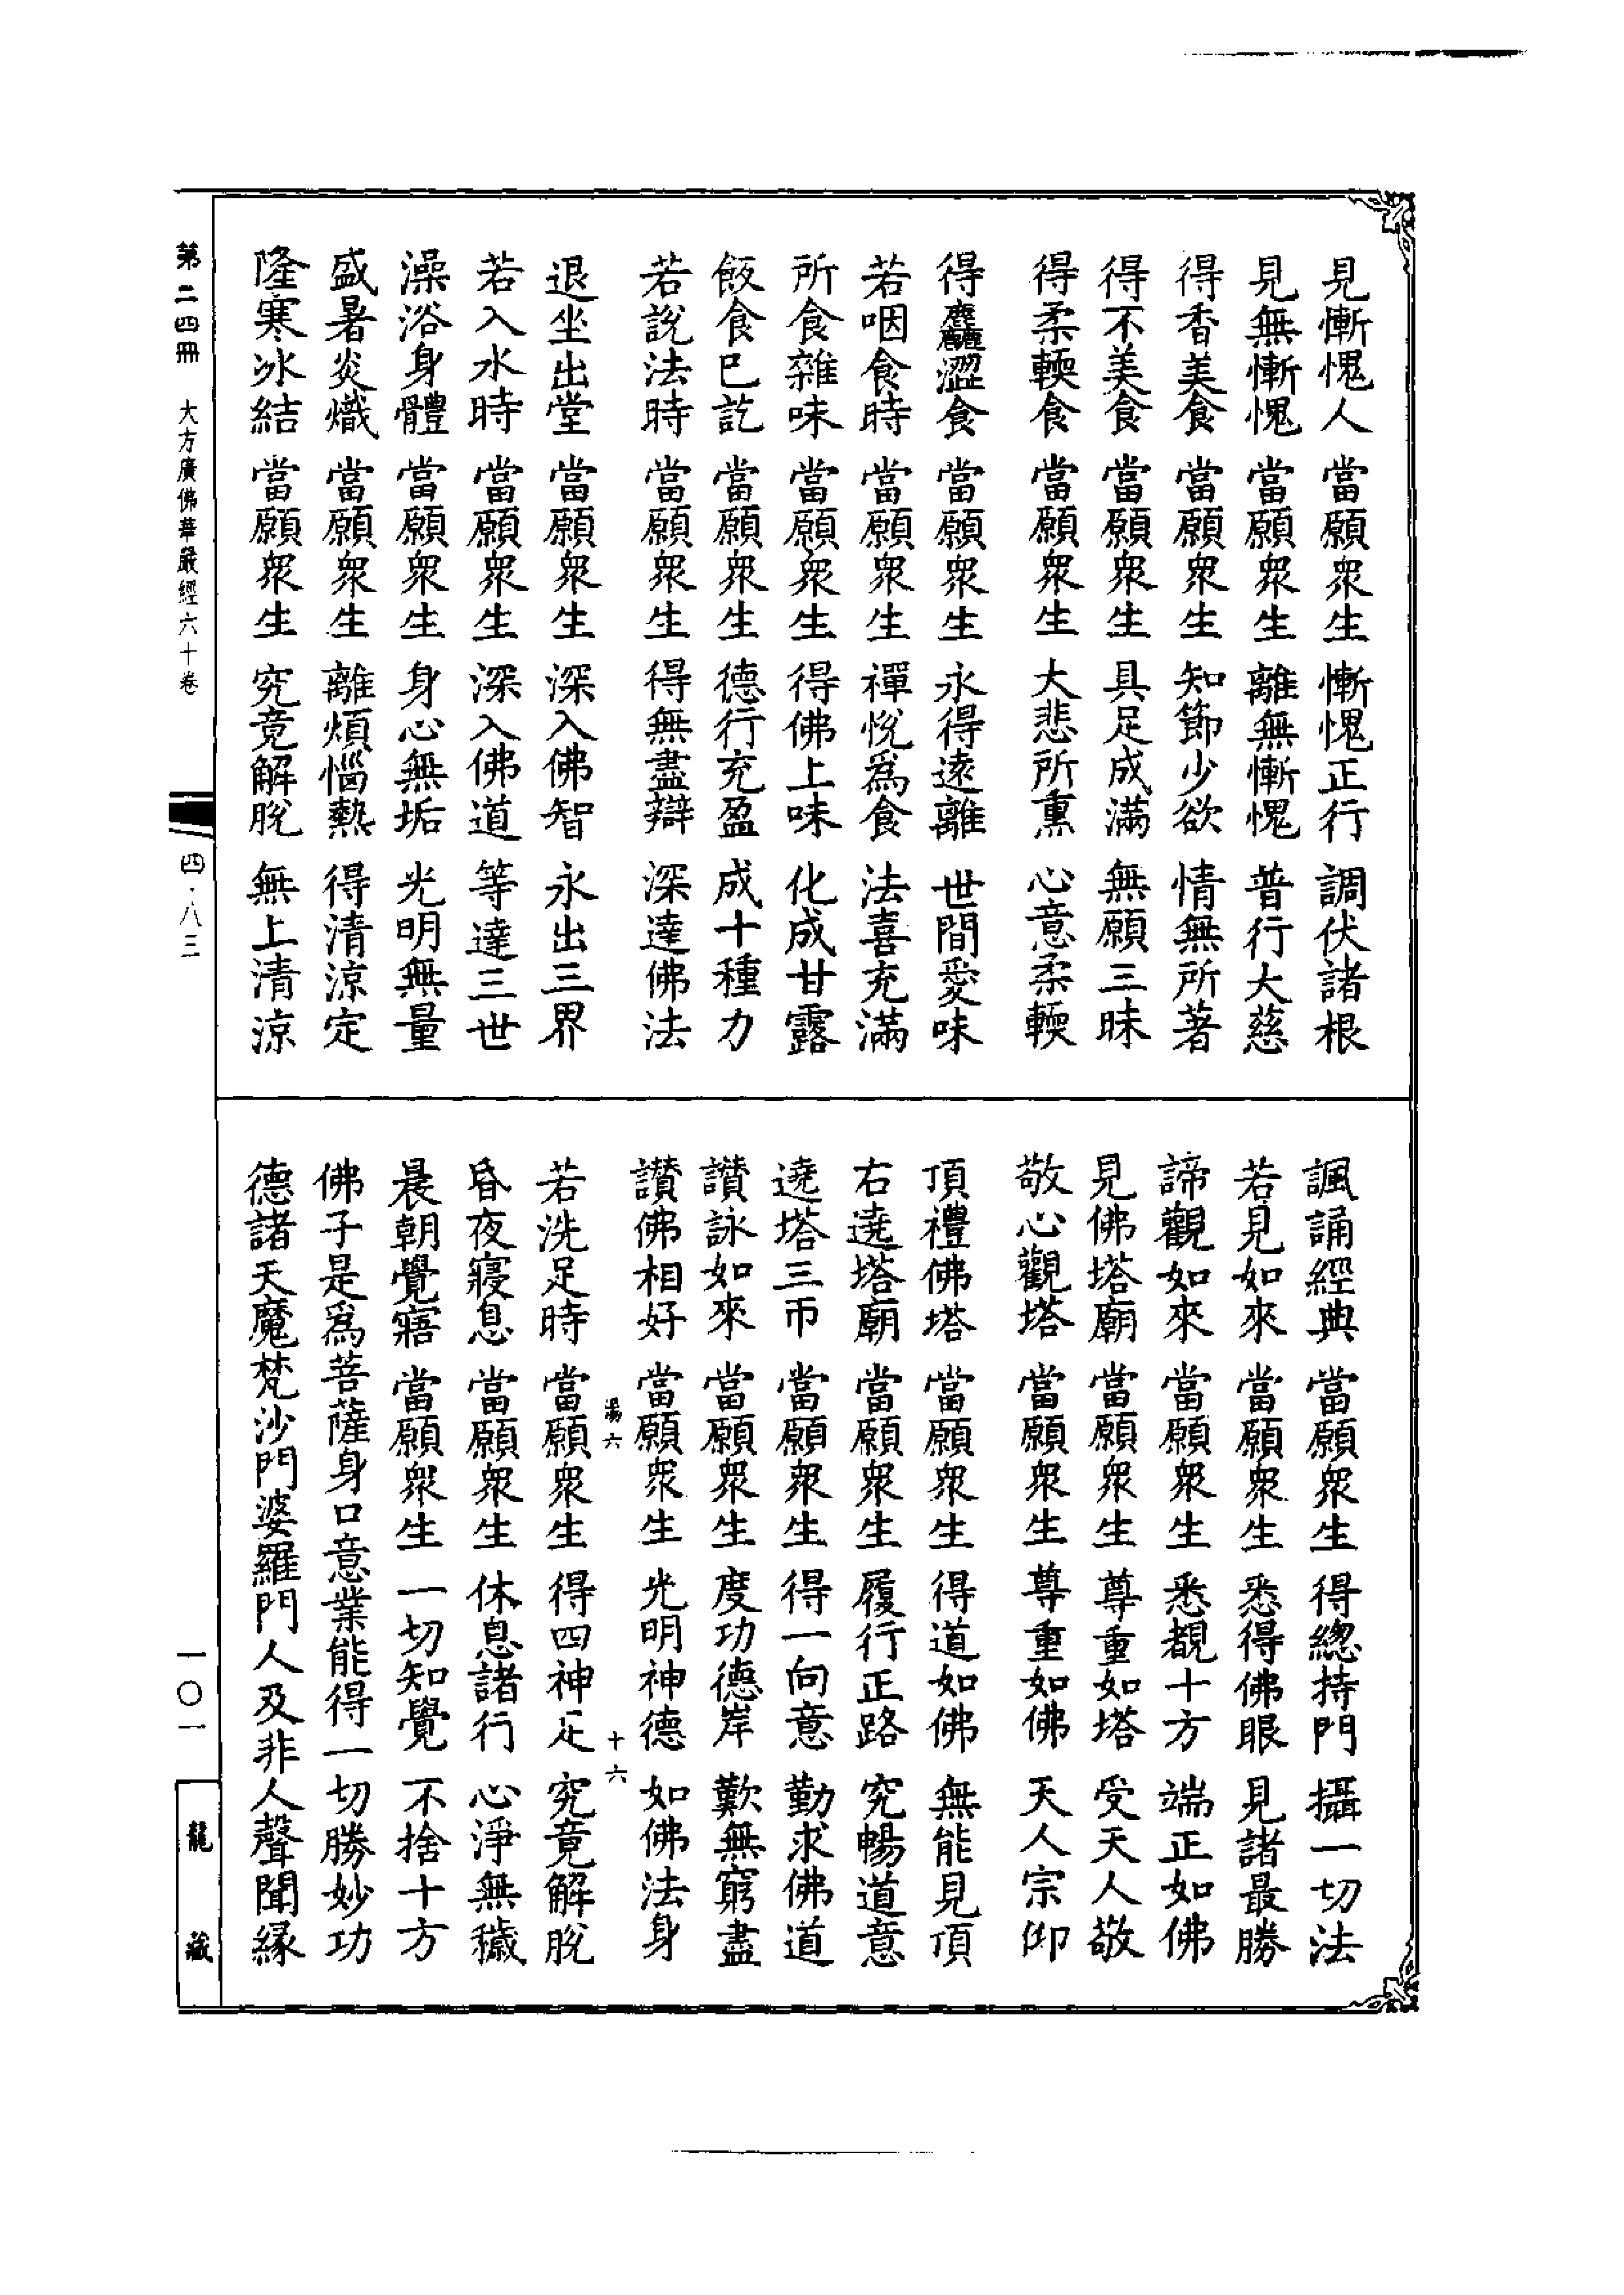 見慚愧人　當願衆生　慚愧正行　調伏諸根
見無慚愧　當願衆生　離無慚愧　普行大慈
得香美食　當願衆生　知節少欲　情無所著
得不美食　當願衆生　具足成滿　無願三昧
得柔輭食　當願衆生　大悲所熏　心意柔輭
得麤澀食　當願衆生　永得遠離　世間愛味
若咽食時　當願衆生　禪悅爲食　法喜充滿
所食雜味　當願衆生　得佛上味　化成甘露
飯食已訖　當願衆生　德行充盈　成十種力
若說法時　當願衆生　得無盡辯　深達佛法
退坐出堂　當願衆生　深入佛智　永出三界
若入水時　當願衆生　深入佛道　等達三世
澡浴身體　當願衆生　身心無垢　光明無量
盛暑炎熾　當願衆生　離煩惱熱　得清涼定
隆寒冰結　當願衆生　究竟解脫　無上清涼
諷誦經典　當願衆生　得總持門　攝一切法
若見如來　當願衆生　悉得佛眼　見諸最勝
諦觀如來　當願衆生　悉覩十方　端正如佛
見佛塔廟　當願衆生　尊重如塔　受天人敬
敬心觀塔　當願衆生　尊重如佛　天人宗仰
頂禮佛塔　當願衆生　得道如佛　無能見頂
右遶塔廟　當願衆生　履行正路　究暢道意
遶塔三帀　當願衆生　得一向意　勤求佛道
讚詠如來　當願衆生　度功德岸　歎無窮盡
讚佛相好　當願衆生　光明神德　如佛法身
湯六　十六
若洗足時　當願衆生　得四神足　究竟解脫
昏夜寢息　當願衆生　休息諸行　心淨無穢
晨朝覺寤　當願衆生　一切知覺　不捨十方
佛子是爲菩薩身口意業能得一切勝妙功
德諸天魔梵沙門婆羅門人及非人聲聞緣
第二四冊　大方廣佛華嚴經六十卷　四·八三　一〇一　龍藏